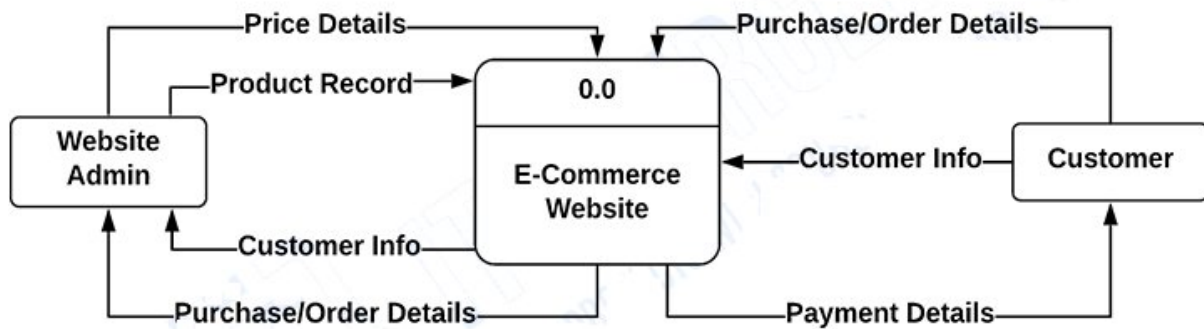 Price Details
Purchase/Order Details
Product Record
0.0
Website
Admin
E-Commerce
Website
Customer Info
Customer
Customer Info
Purchase/Order Details
Payment Details